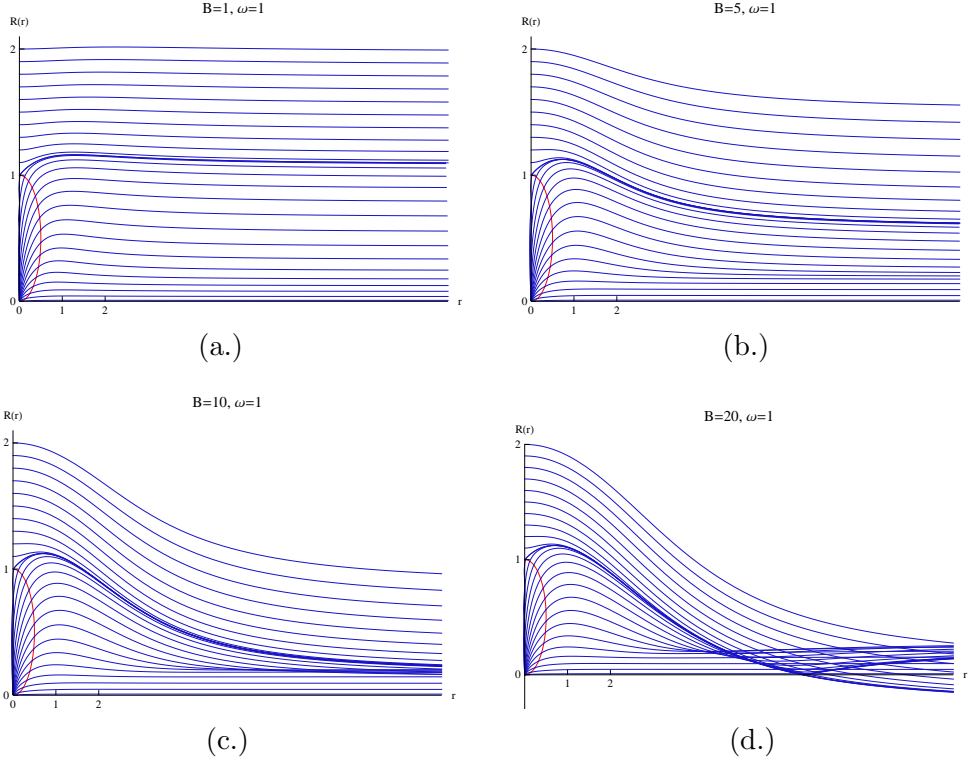 B=1, ω=1
R(r)
2
1
0
0 1 2 r
(a.)
B=5, ω=1
R(r)
2
1
0
0 1 2 r
(b.)
B=10, ω=1
R(r)
2
1
0
0 1 2 r
(c.)
B=20, ω=1
R(r)
2
1
0
1 2 r
(d.)